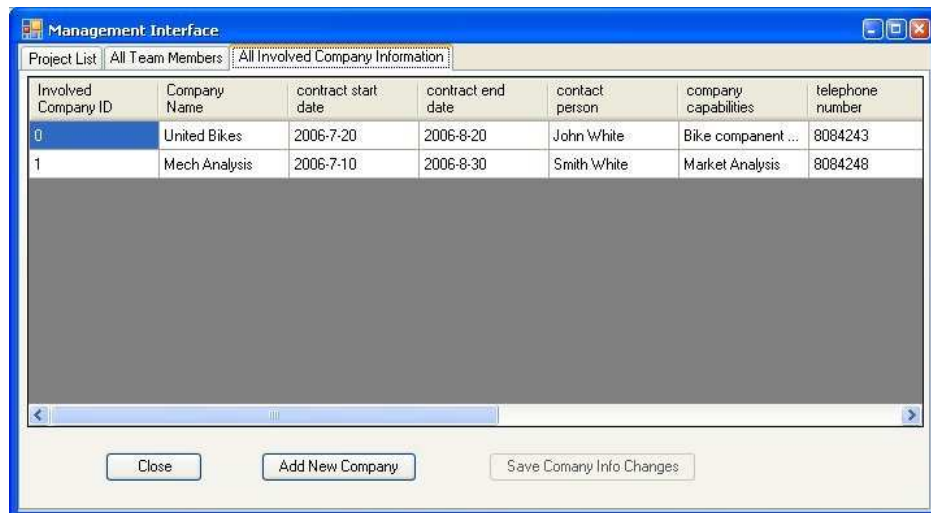 Management Interface
Project List All Team Members All Involved Company Information
Involved Company Name contract start contract end contact company telephone
Company ID Name date date person capabilities number
0 United Bikes 2006-7-20 2006-8-20 John White Bike companent ... 8084243
1 Mech Analysis 2006-7-10 2006-8-30 Smith White Market Analysis 8084248
Close Add New Company Save Comany Info Changes